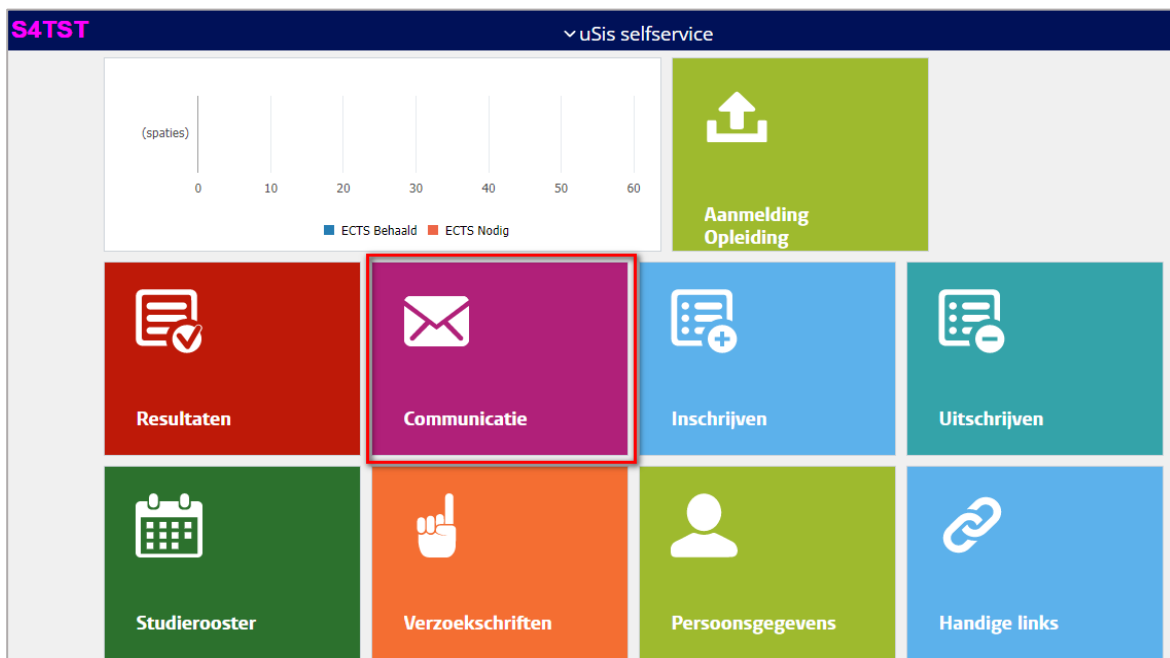 S4TST
uSis selfservice
(spaties)
0 10 20 30 40 50 60
ECTS Behaald ECTS Nodig
Aanmelding
Opleiding
Resultaten
Communicatie
Inschrijven
Uitschrijven
Studierooster
Verzoekschriften
Persoonsgegevens
Handige links